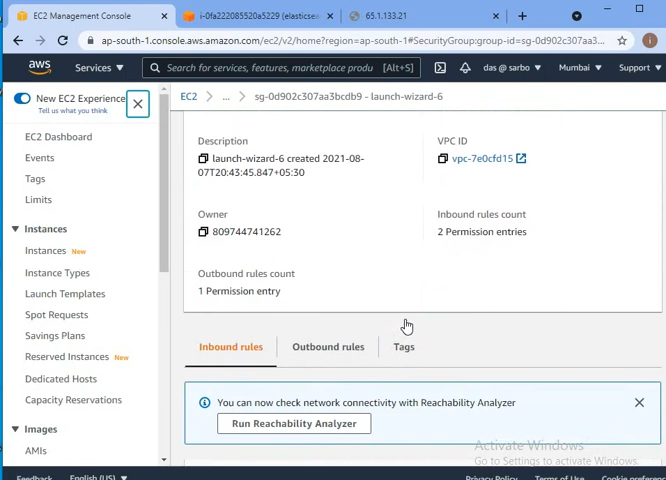 EC2 Management Console
i-0fa222085520a5229 (elasticsea
65.1.133.21
ap-south-1.console.aws.amazon.com/ec2/v2/home?region=ap-south-1#SecurityGroup:group-id=sg-0d902c307aa3...
aws
Services
Search for services, features, marketplace produ [Alt+S]
das @ sarbo
Mumbai
Support
New EC2 Experience
Tell us what you think
EC2 Dashboard
Events
Tags
Limits
Instances
Instances New
Instance Types
Launch Templates
Spot Requests
Savings Plans
Reserved Instances New
Dedicated Hosts
Capacity Reservations
Images
AMIs
EC2 ... sg-0d902c307aa3bcdb9 - launch-wizard-6
Description
launch-wizard-6 created 2021-08-
07T20:43:45.847+05:30
VPC ID
vpc-7e0cfd15
Owner
809744741262
Inbound rules count
2 Permission entries
Outbound rules count
1 Permission entry
Inbound rules Outbound rules Tags
You can now check network connectivity with Reachability Analyzer
Run Reachability Analyzer
Activate Windows
Go to Settings to activate Windows.
Feedback English (US) Privacy Policy Terms of Use Cookie preferenc